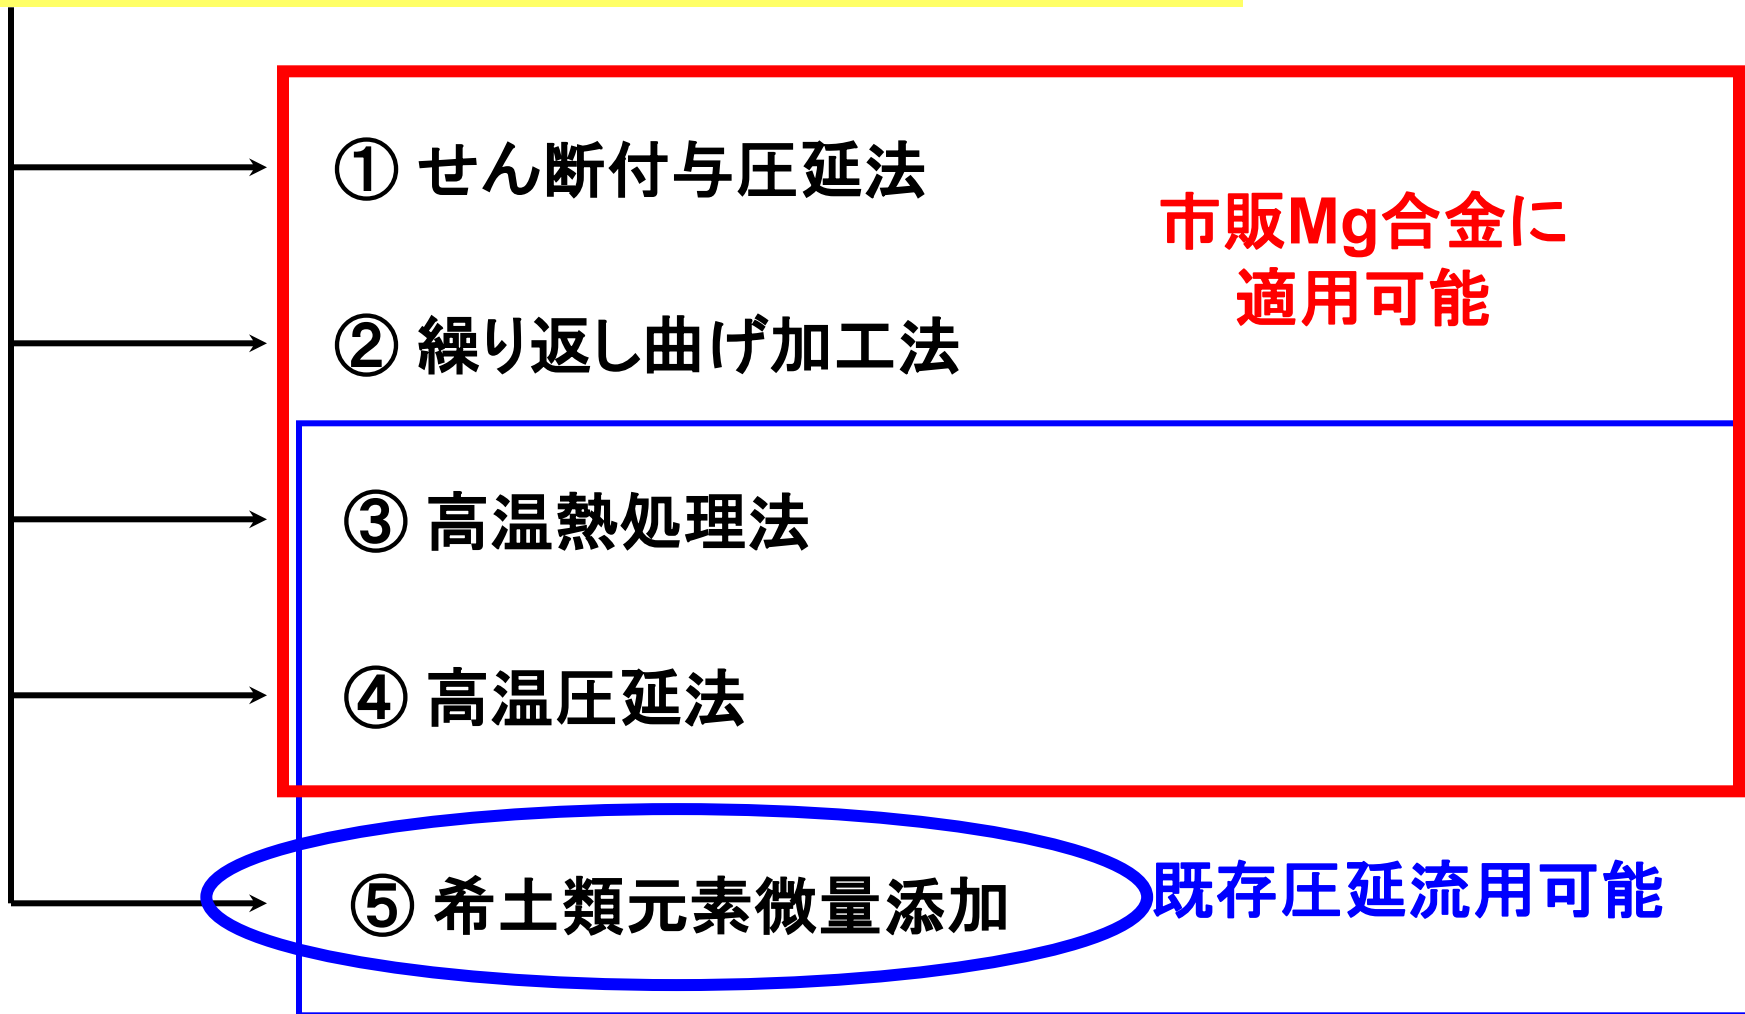 ① せん断付与圧延法
市販Mg合金に
適用可能
② 繰り返し曲げ加工法
③ 高温熱処理法
④ 高温圧延法
⑤ 希土類元素微量添加
既存圧延流用可能